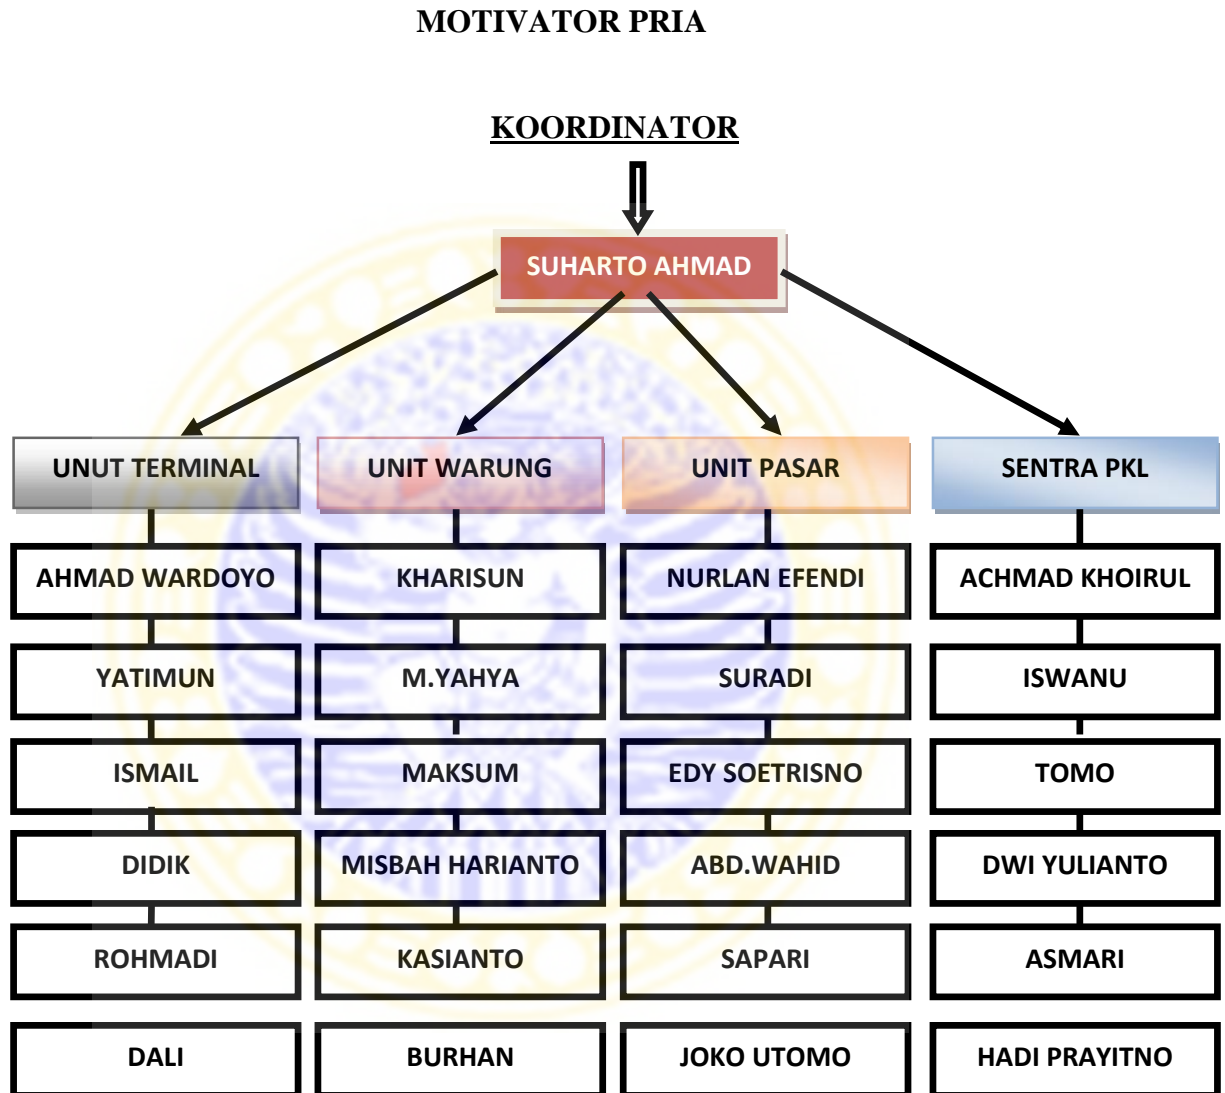 MOTIVATOR PRIA
KOORDINATOR
SUHARTO AHMAD
UNUT TERMINAL
UNIT WARUNG
UNIT PASAR
SENTRA PKL
AHMAD WARDOYO
KHARISUN
NURLAN EFENDI
ACHMAD KHOIRUL
YATIMUN
M.YAHYA
SURADI
ISWANU
ISMAIL
MAKSUM
EDY SOETRISNO
TOMO
DIDIK
MISBAH HARIANTO
ABD.WAHID
DWI YULIANTO
ROHMADI
KASIANTO
SAPARI
ASMARI
DALI
BURHAN
JOKO UTOMO
HADI PRAYITNO